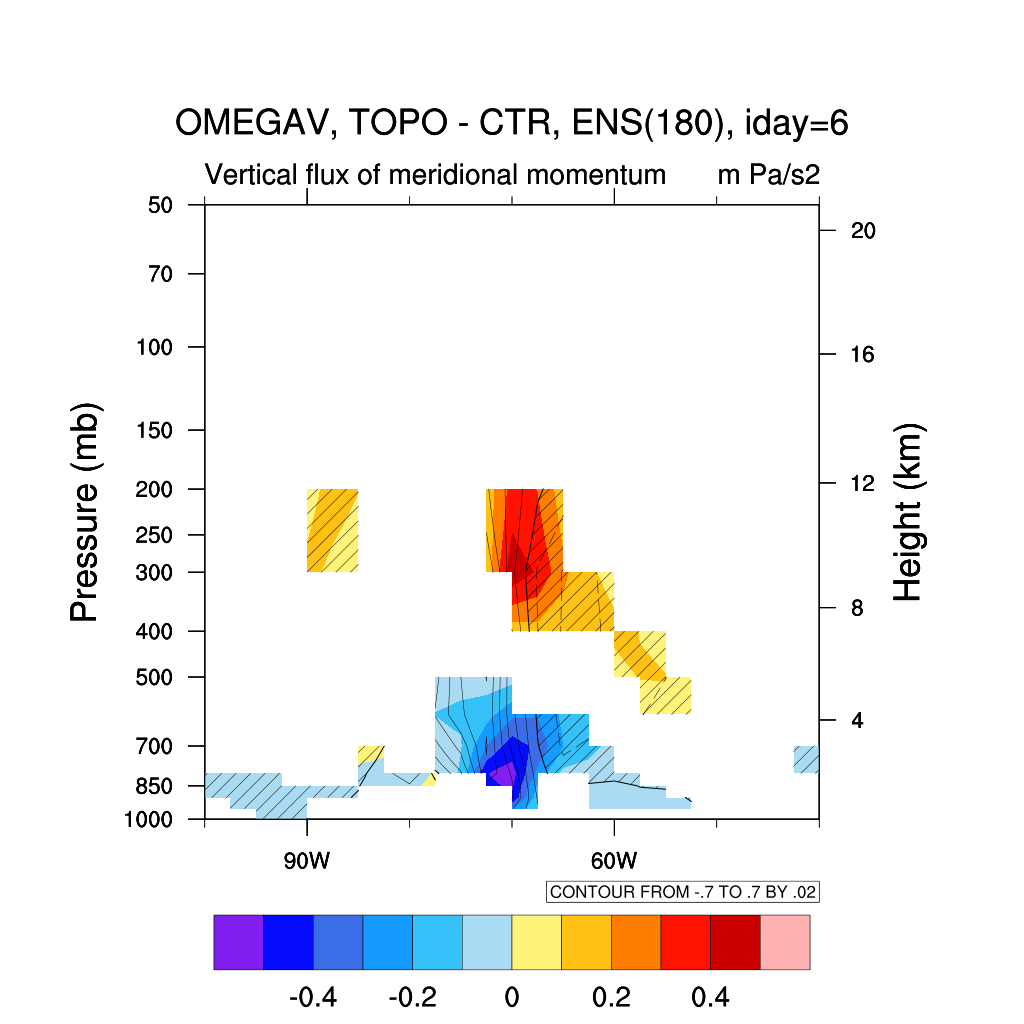 OMEGAV, TOPO - CTR, ENS(180), iday=6
Vertical flux of meridional momentum m Pa/s2
50
70
100
150
200
250
300
400
500
700
850
1000
Pressure (mb)
20
16
12
8
4
Height (km)
90W 60W
CONTOUR FROM -.7 TO .7 BY .02
-0.4 -0.2 0 0.2 0.4